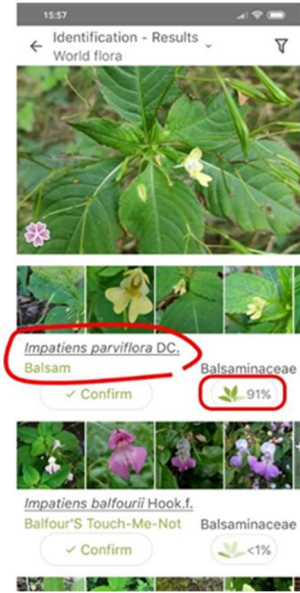 15:57
Identification - Results
World flora
Impatiens parviflora DC.
Balsam
Balsaminaceae
✓ Confirm
91%
Impatiens balfourii Hook.f.
Balfour'S Touch-Me-Not
Balsaminaceae
✓ Confirm
<1%